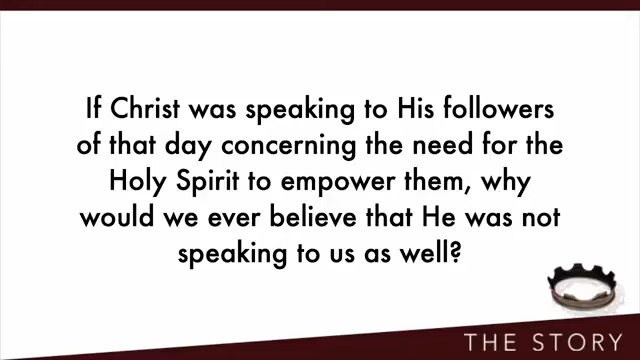 If Christ was speaking to His followers
of that day concerning the need for the
Holy Spirit to empower them, why
would we ever believe that He was not
speaking to us as well?
THE STORY